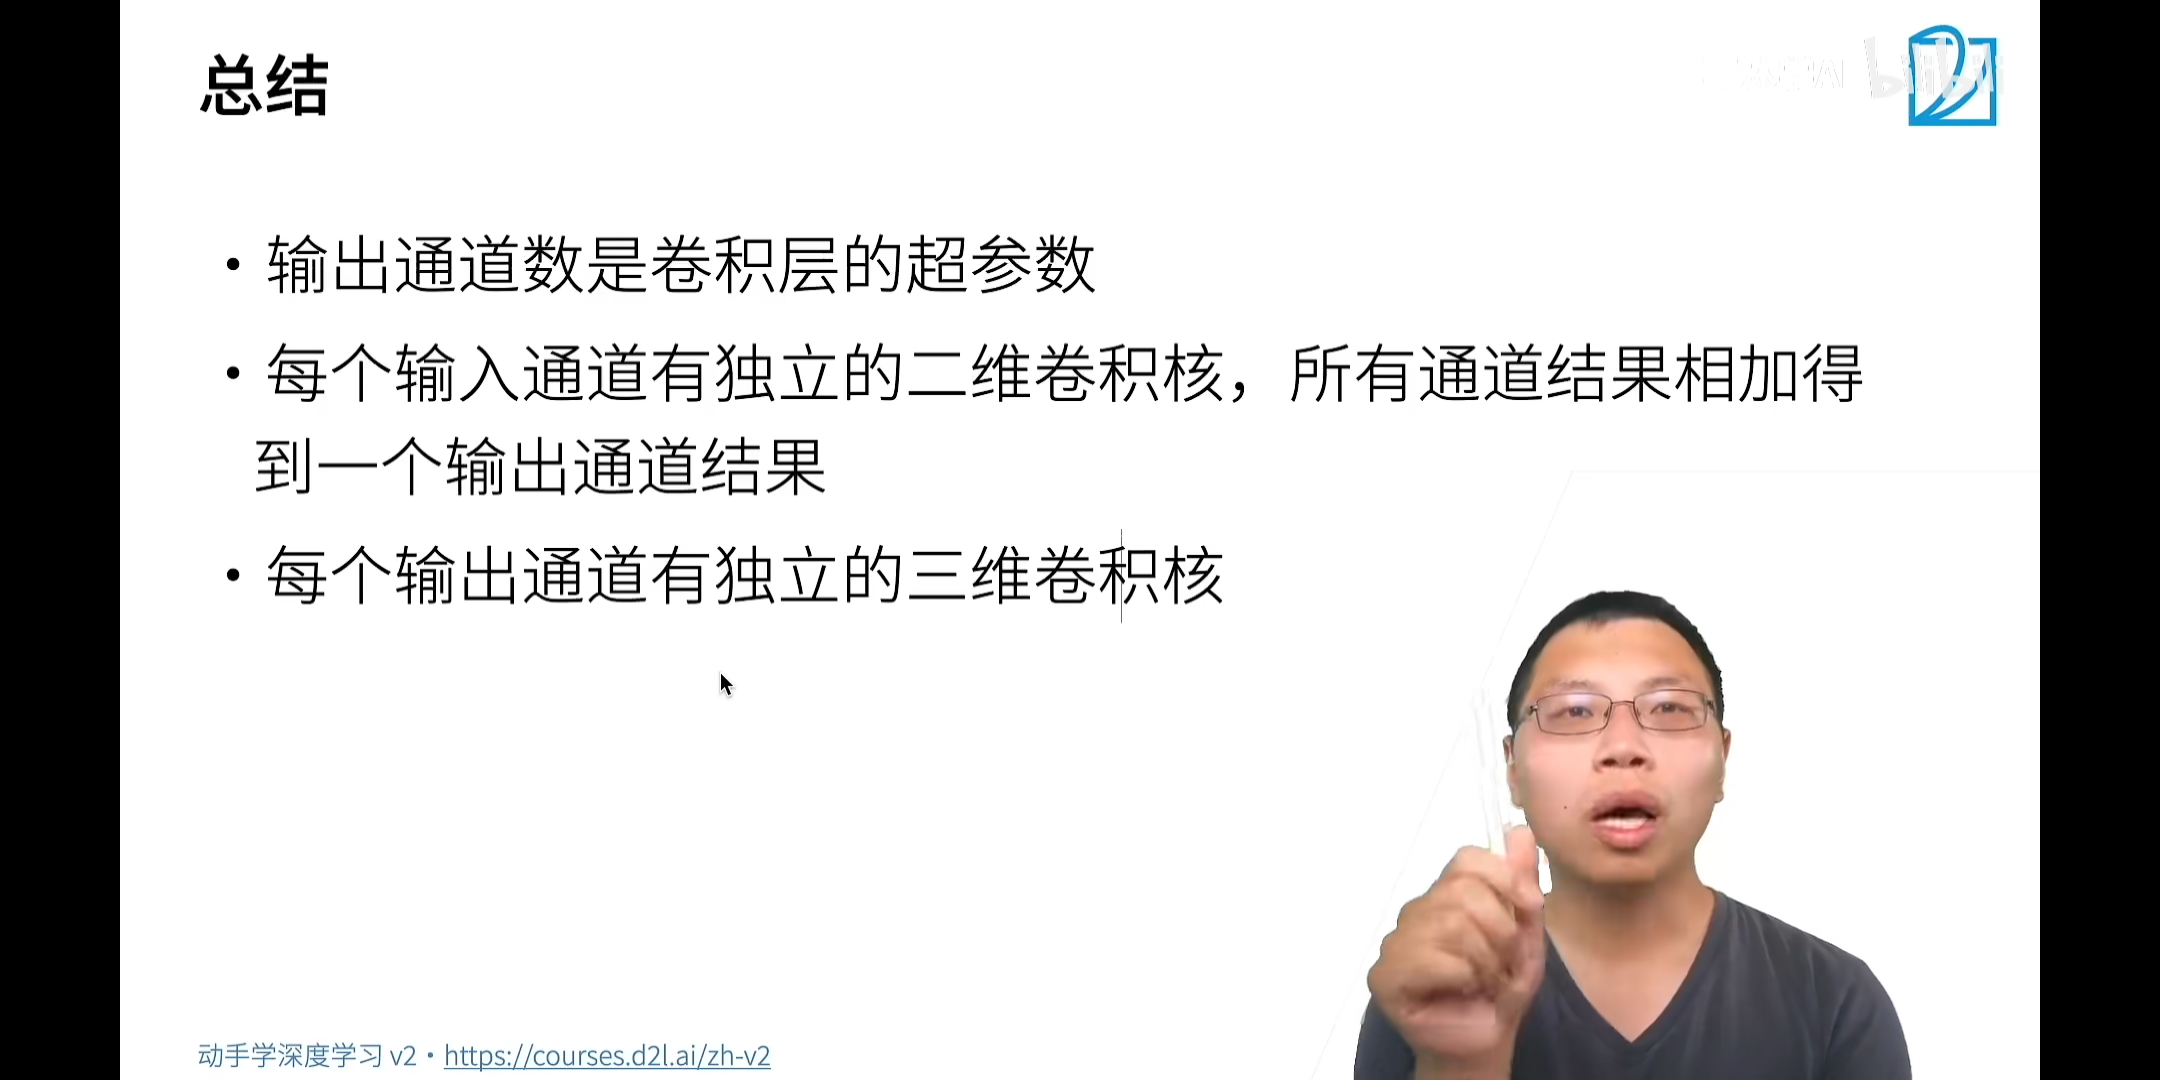 总结
bilibili
• 输出通道数是卷积层的超参数
• 每个输入通道有独立的二维卷积核，所有通道结果相加得
到一个输出通道结果
• 每个输出通道有独立的三维卷积核
动手学深度学习 v2 • https://courses.d2l.ai/zh-v2